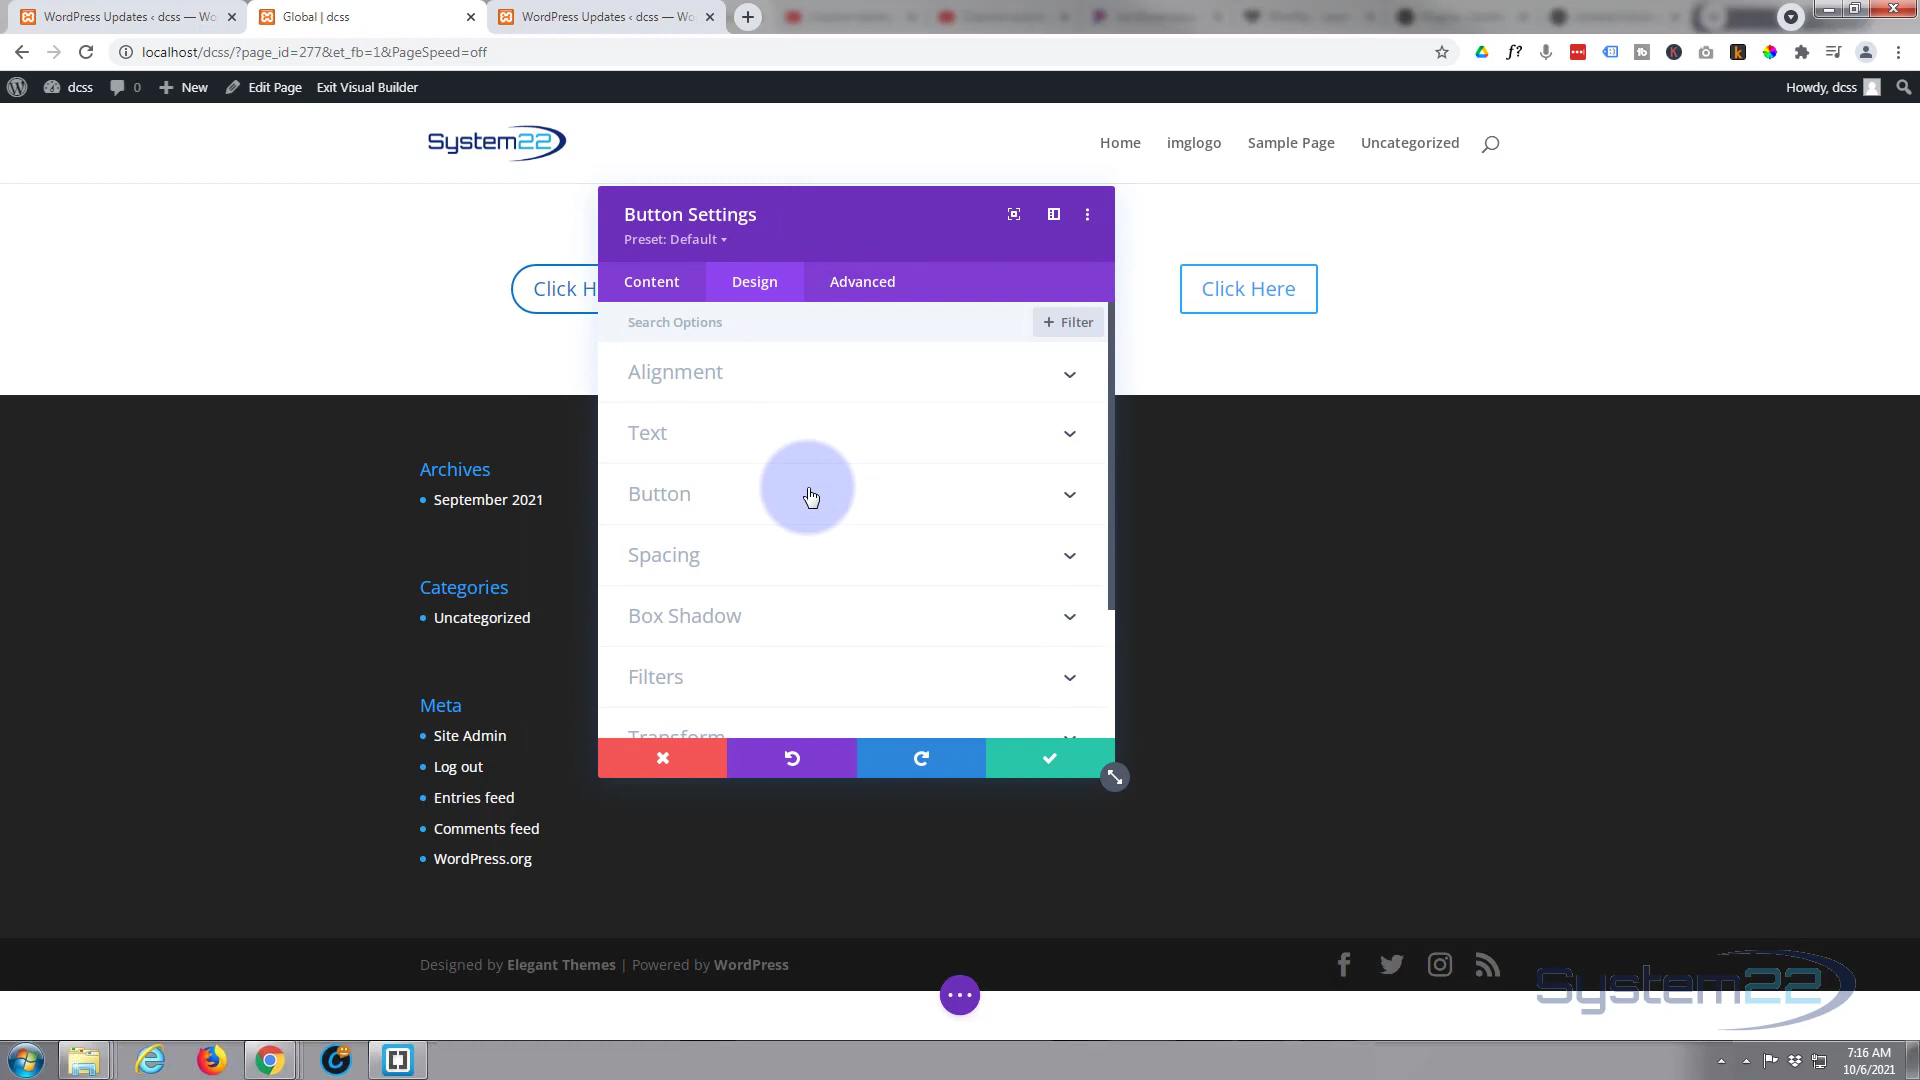 WordPress Updates ‹ dcss — Wo
Global | dcss
WordPress Updates ‹ dcss — Wo
localhost/dcss/?page_id=277&et_fb=1&PageSpeed=off
dcss
0
New
Edit Page
Exit Visual Builder
Howdy, dcss
System22
Home
imglogo
Sample Page
Uncategorized
Button Settings
Preset: Default
Content
Design
Advanced
Click H
Click Here
Search Options
+ Filter
Alignment
Text
Button
Spacing
Box Shadow
Filters
Transform
Archives
September 2021
Categories
Uncategorized
Meta
Site Admin
Log out
Entries feed
Comments feed
WordPress.org
Designed by Elegant Themes | Powered by WordPress
System22
7:16 AM
10/6/2021